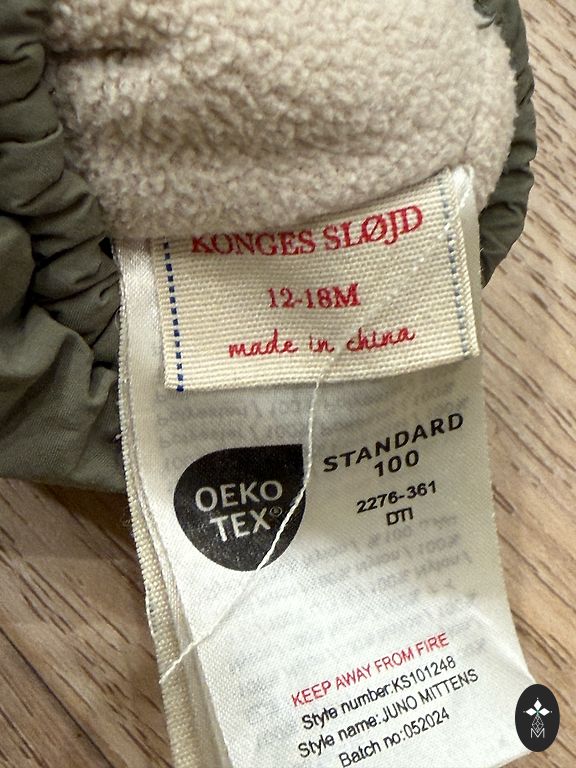 KONGES SLØJD
12-18M
made in china
OEKO
TEX®
STANDARD
100
2276-361
DTI
KEEP AWAY FROM FIRE
Style number:KS101248
Style name:JUNO MITTENS
Batch no:052024
M